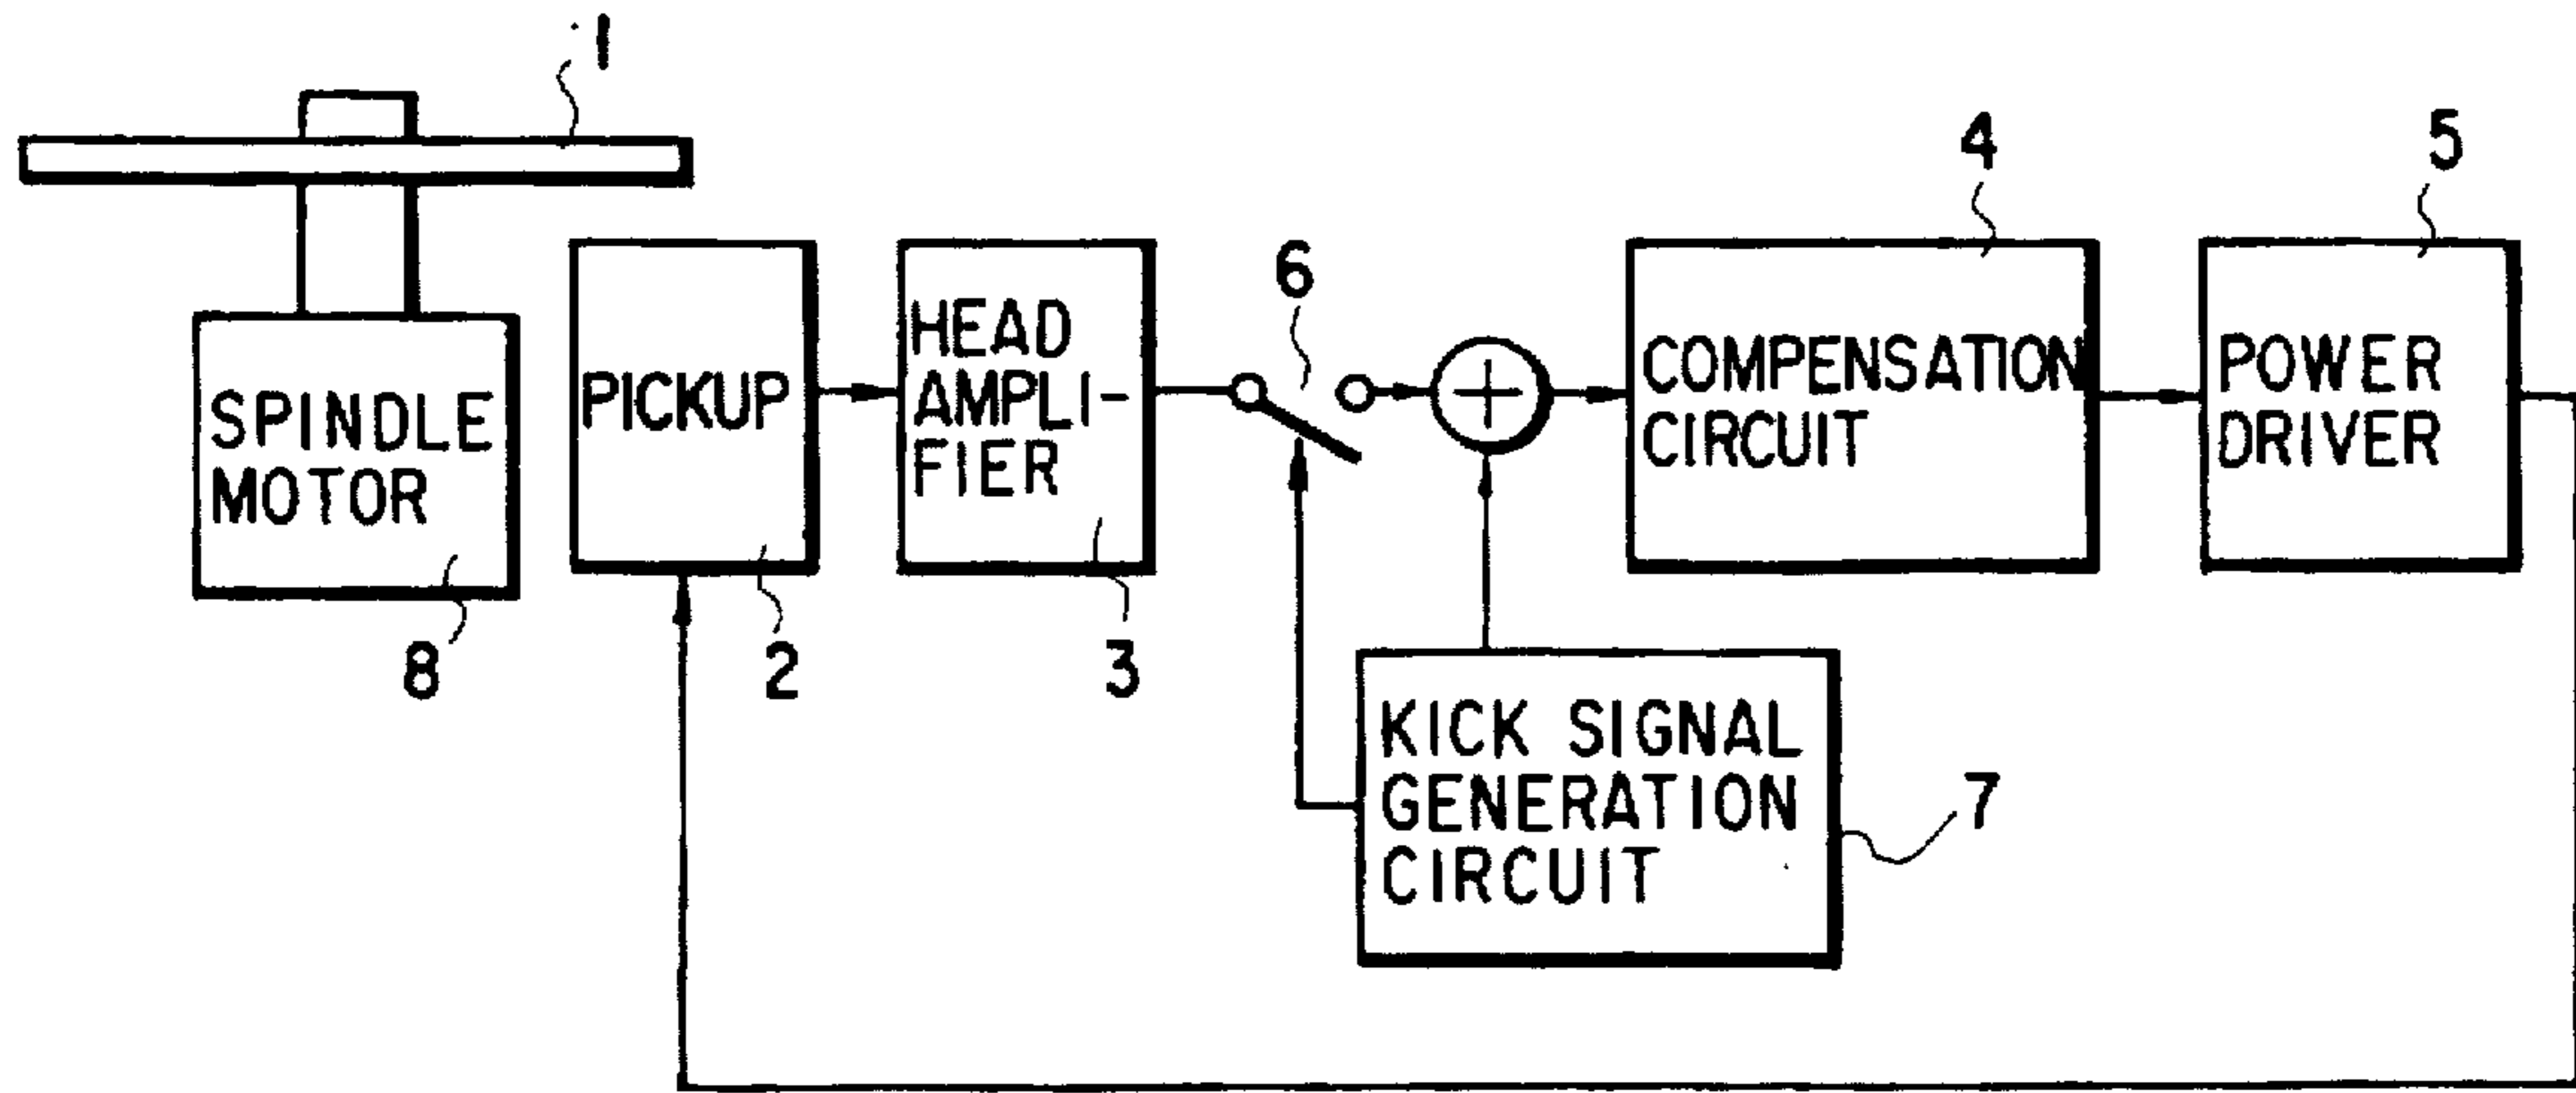 1
4
5
6
SPINDLE
MOTOR
PICKUP
HEAD
AMPLI-
FIER
+
COMPENSATION
CIRCUIT
POWER
DRIVER
8
2
3
KICK SIGNAL
GENERATION
CIRCUIT
7